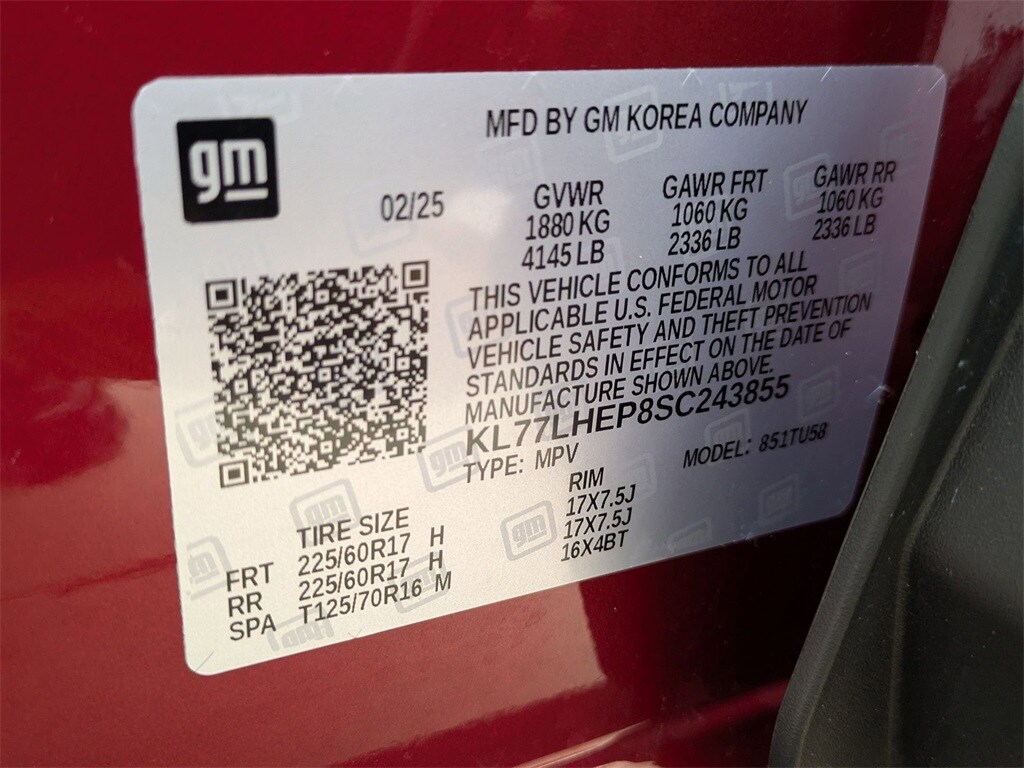 gm
MFD BY GM KOREA COMPANY
02/25
GVWR
1880 KG
4145 LB
GAWR FRT
1060 KG
2336 LB
GAWR RR
1060 KG
2336 LB
THIS VEHICLE CONFORMS TO ALL
APPLICABLE U.S. FEDERAL MOTOR
VEHICLE SAFETY AND THEFT PREVENTION
STANDARDS IN EFFECT ON THE DATE OF
MANUFACTURE SHOWN ABOVE.
KL77LHEP8SC243855
TYPE: MPV
MODEL: 851TU58
TIRE SIZE
RIM
FRT 225/60R17 H 17X7.5J
RR 225/60R17 H 17X7.5J
SPA T125/70R16 M 16X4BT